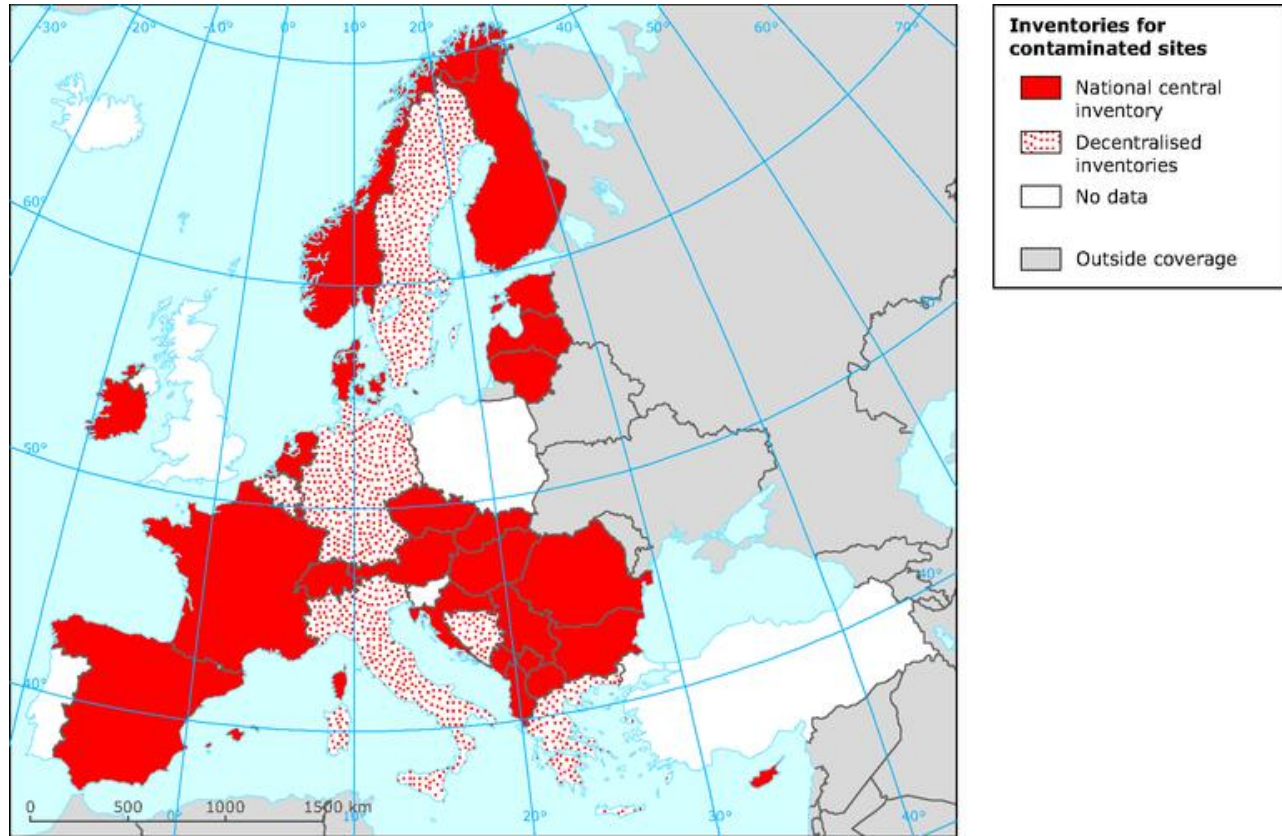 -30° -20° -10° 0° 10° 20° 30° 40° 50° 60° 70°
60°
50°
40°
40°
0 500 1000 1500 km
0° 10° 20° 30° 40°
Inventories for
contaminated sites
National central
inventory
Decentralised
inventories
No data
Outside coverage